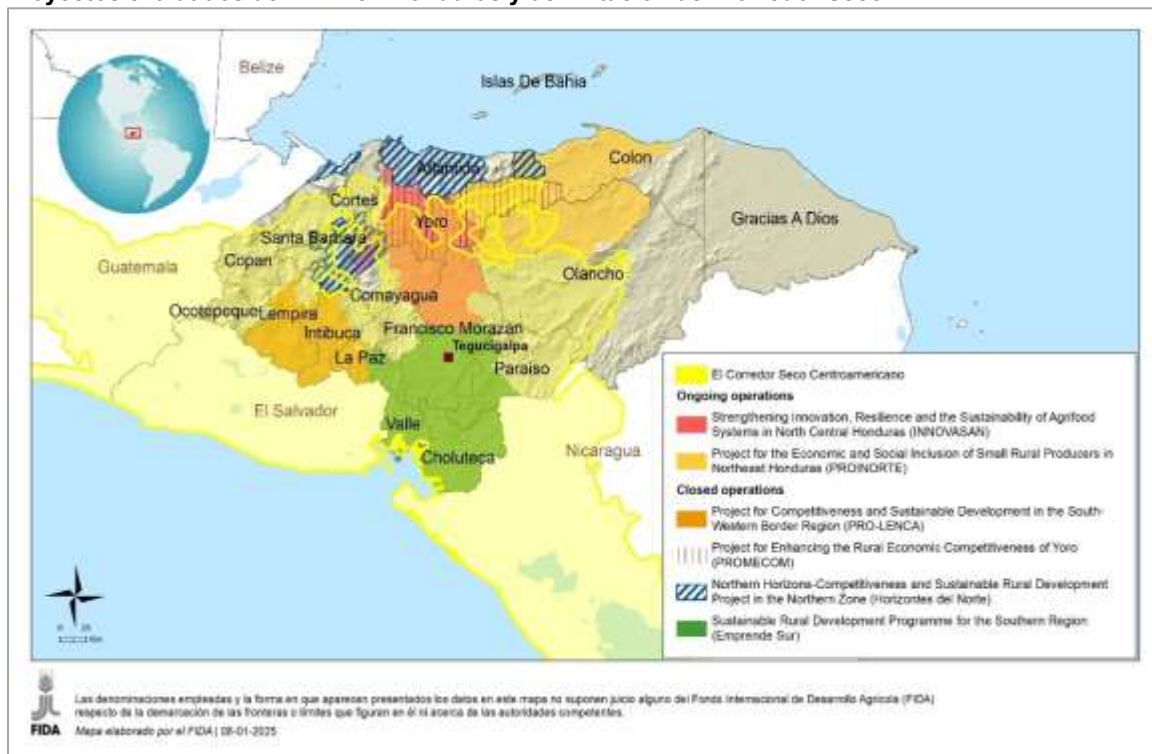 Belize
Islas De Bahia
Colon
Cortes
Yoro
Gracias A Dios
Santa Barbara
Guatemala
Copan
Olancho
Comayagua
Ocotepeque
Lempira
Intibuca
Francisco Morazan
Tegucigalpa
La Paz
Paraiso
El Salvador
Valle
Nicaragua
Choluteca
El Corredor Seco Centroamericano
Ongoing operations
Strengthening innovation, Resilience and the Sustainability of Agrifood
Systems in North Central Honduras (INNOVASAN)
Project for the Economic and Social Inclusion of Small Rural Producers in
Northeast Honduras (PROINORTE)
Closed operations
Project for Competitiveness and Sustainable Development in the South-
Western Border Region (PRO-LENCA)
Project for Enhancing the Rural Economic Competitiveness of Yoro
(PROMECOM)
Northern Horizons-Competitiveness and Sustainable Rural Development
Project in the Northern Zone (Horizontes del Norte)
Sustainable Rural Development Programme for the Southern Region
(Emprende Sur)
Las denominaciones empleadas y la forma en que aparecen presentados los datos en este mapa no suponen juicio alguno del Fondo Internacional de Desarrollo Agrícola (FIDA)
respecto de la demarcación de las fronteras o límites que figuran en él ni acerca de las autoridades competentes.
FIDA
Mapa elaborado por el FIDA | 08-01-2025